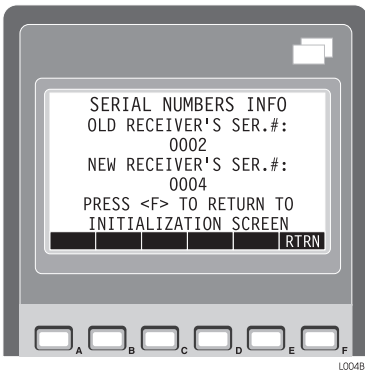 SERIAL NUMBERS INFO
OLD RECEIVER'S SER.#:
0002
NEW RECEIVER'S SER.#:
0004
PRESS <F> TO RETURN TO
INITIALIZATION SCREEN
RTRN
A B C D E F
L004B